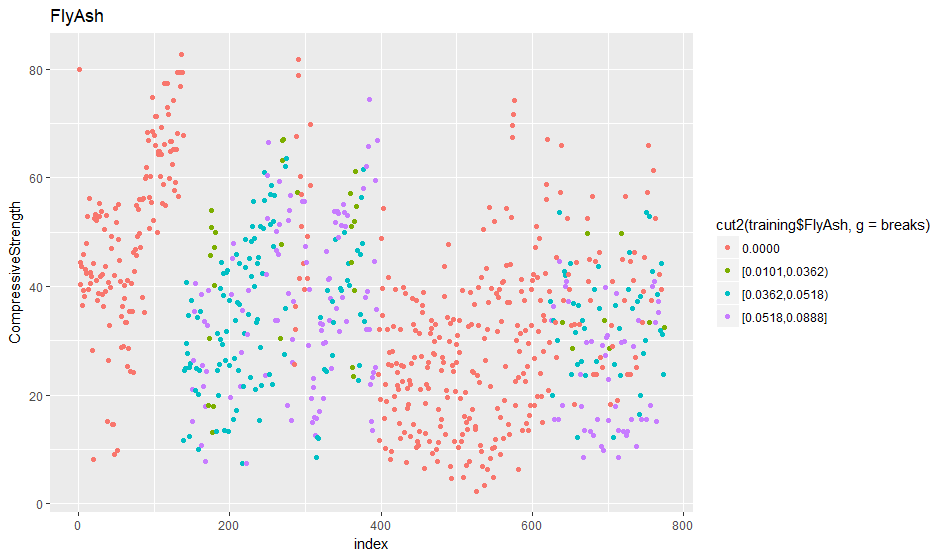 FlyAsh
CompressiveStrength
80
60
40
20
0
0 200 400 600 800
index
cut2(training$FlyAsh, g = breaks)
0.0000
[0.0101,0.0362)
[0.0362,0.0518)
[0.0518,0.0888]